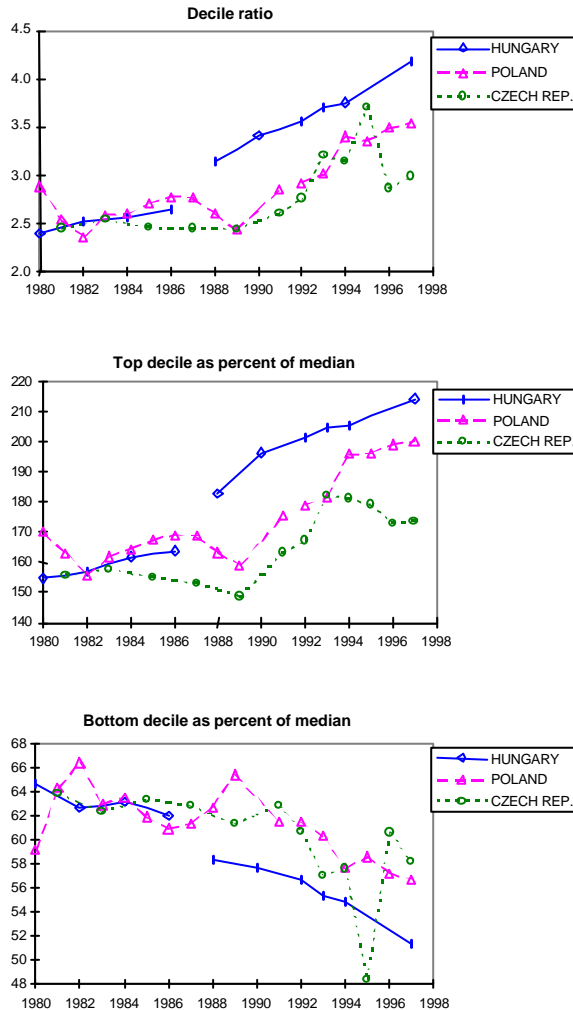 Decile ratio
4.5
4.0
3.5
3.0
2.5
2.0
1980 1982 1984 1986 1988 1990 1992 1994 1996 1998
HUNGARY
POLAND
CZECH REP.
Top decile as percent of median
220
210
200
190
180
170
160
150
140
1980 1982 1984 1986 1988 1990 1992 1994 1996 1998
HUNGARY
POLAND
CZECH REP.
Bottom decile as percent of median
68
66
64
62
60
58
56
54
52
50
48
1980 1982 1984 1986 1988 1990 1992 1994 1996 1998
HUNGARY
POLAND
CZECH REP.